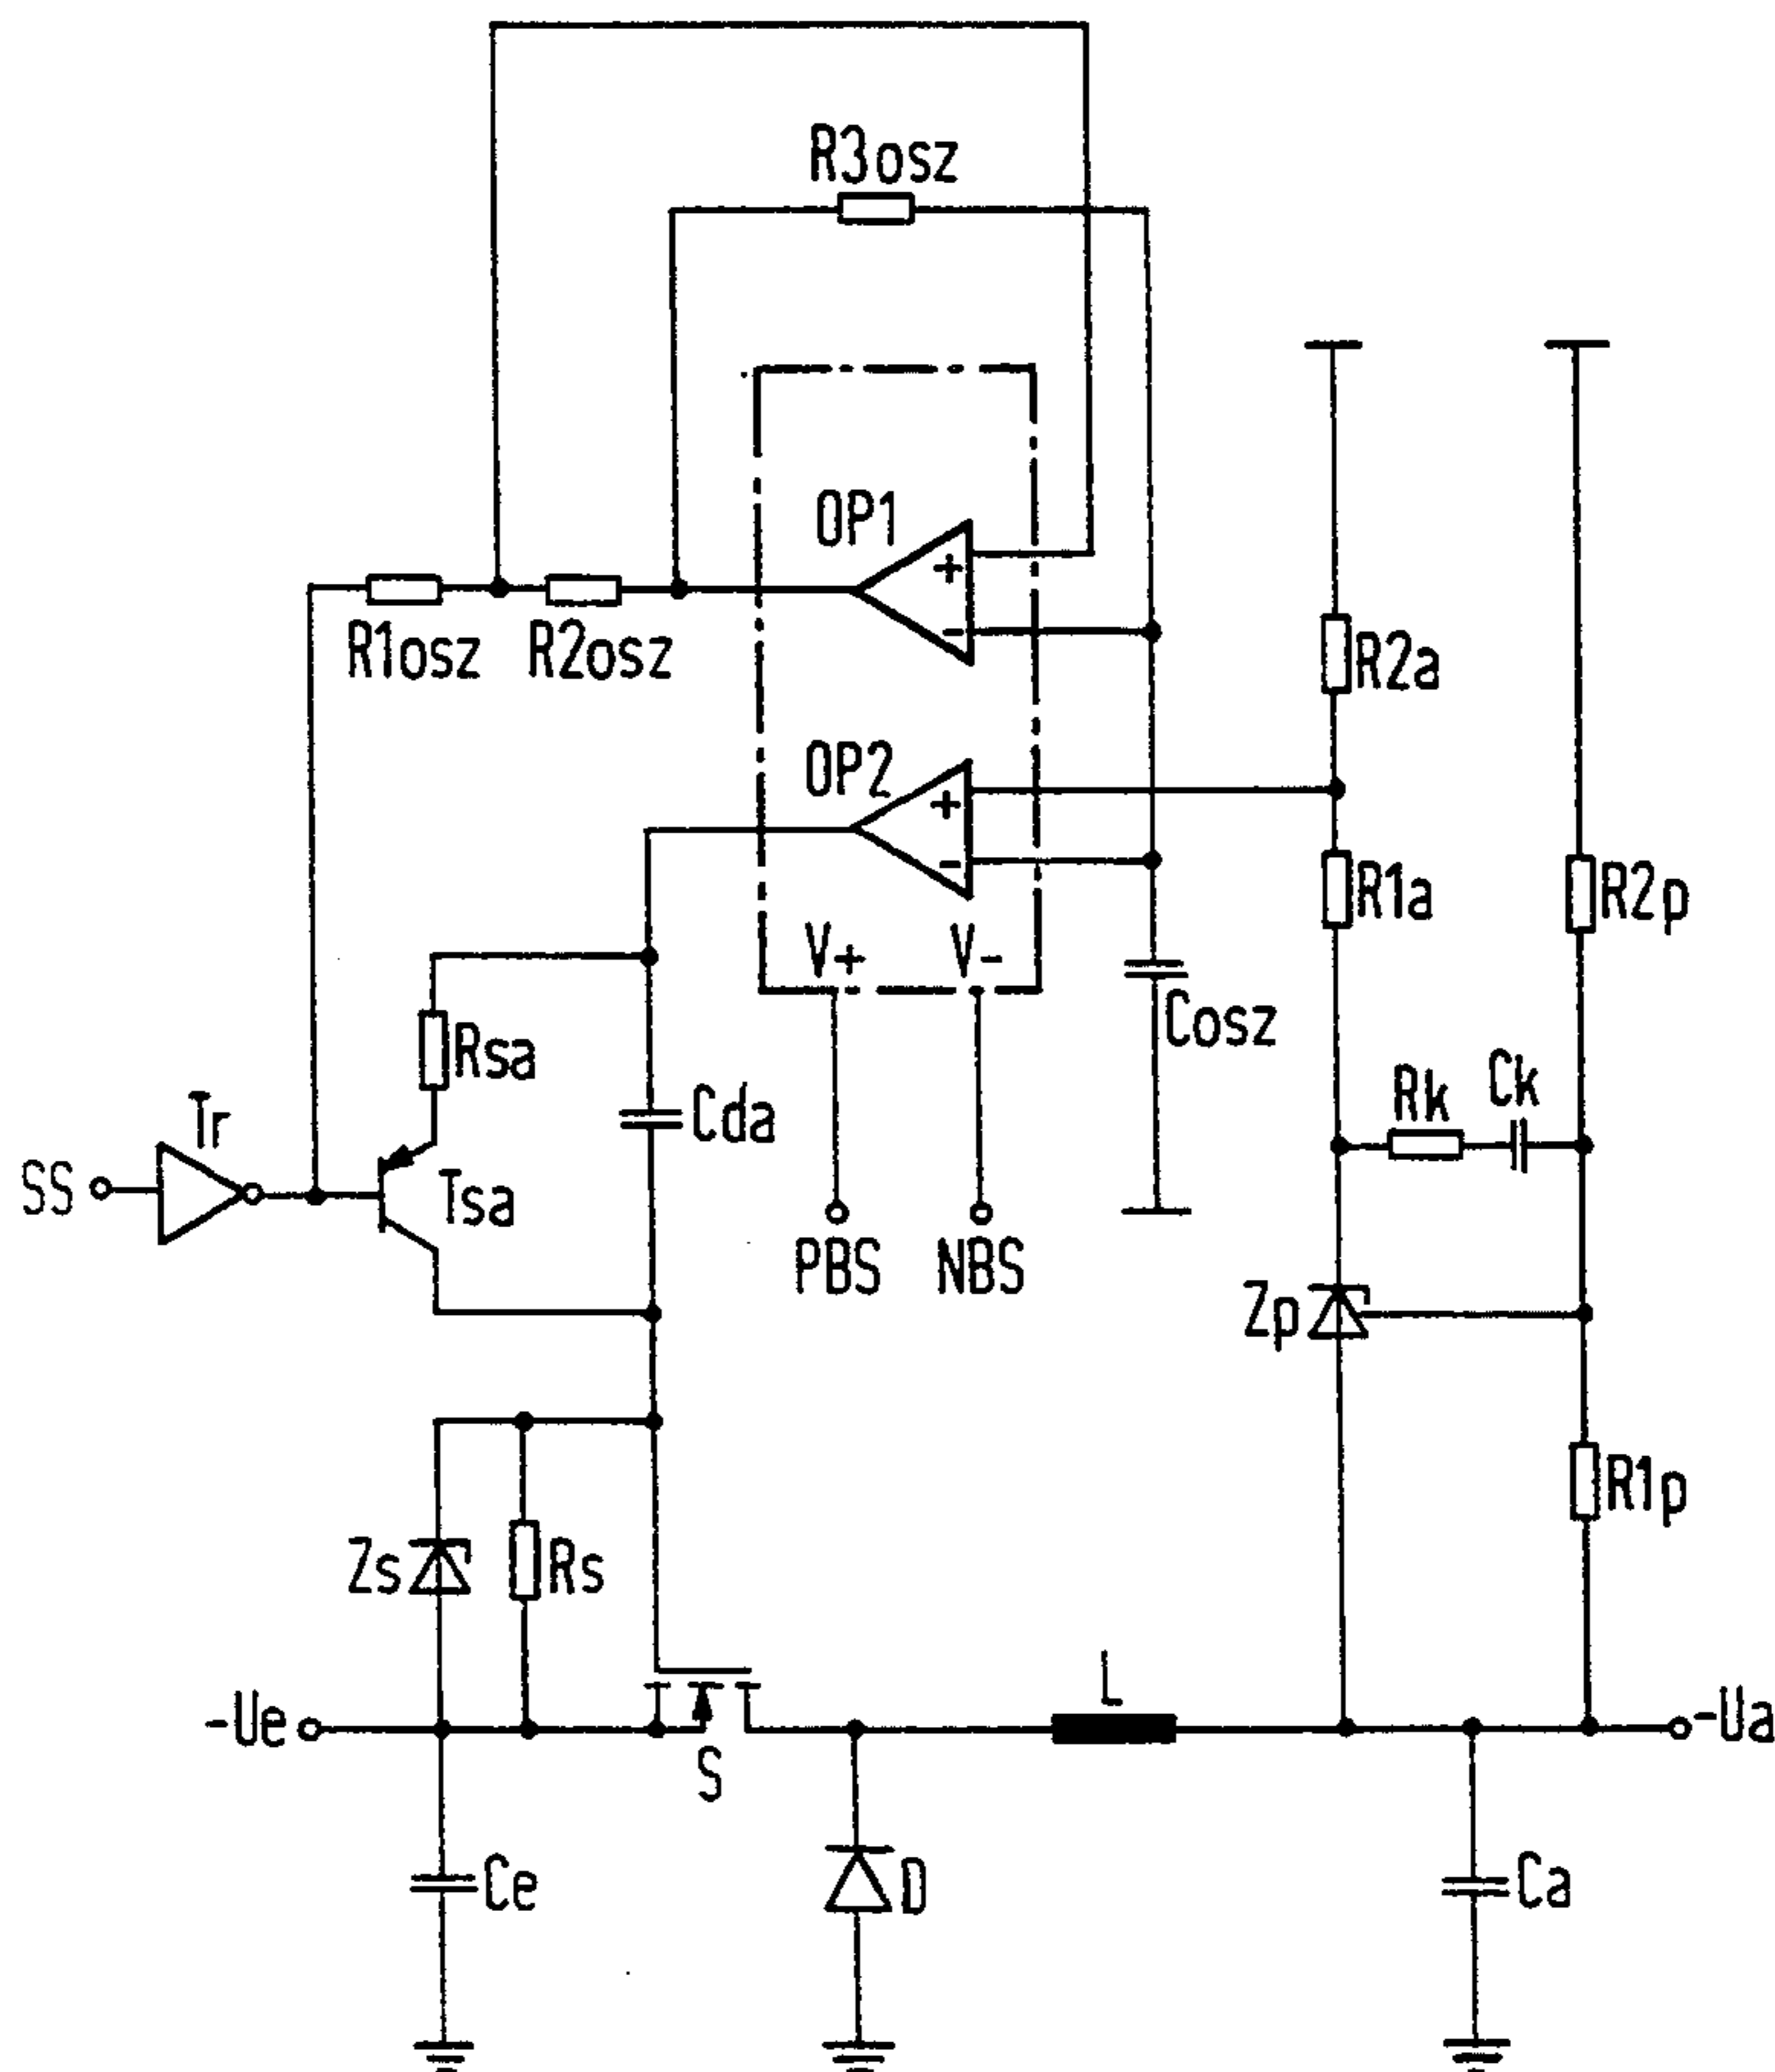 R3osz
OP1
+
-
R1osz
R2osz
R2a
OP2
+
-
R1a
R2p
V+
V-
Cosz
Rsa
Cda
Rk
Ck
Tr
SS
Tsa
PBS
NBS
Zp
R1p
Zs
Rs
L
-Ue
-Ua
S
Ce
D
Ca